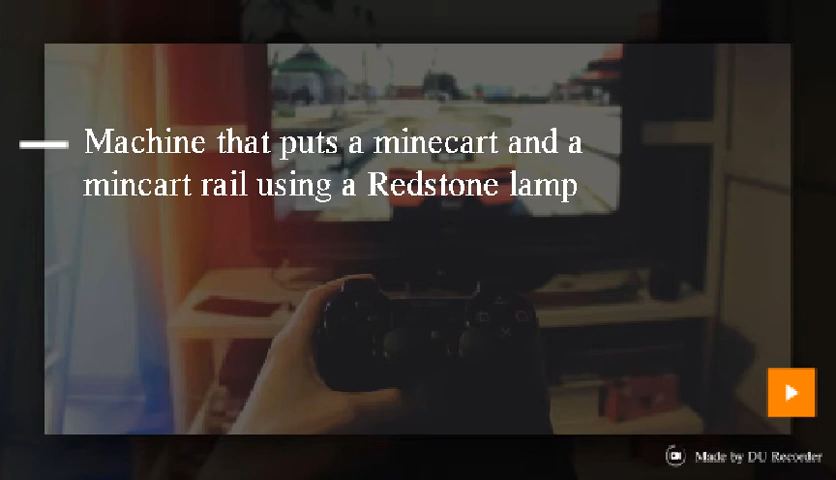 Machine that puts a minecart and a
mincart rail using a Redstone lamp
Made by DU Recorder